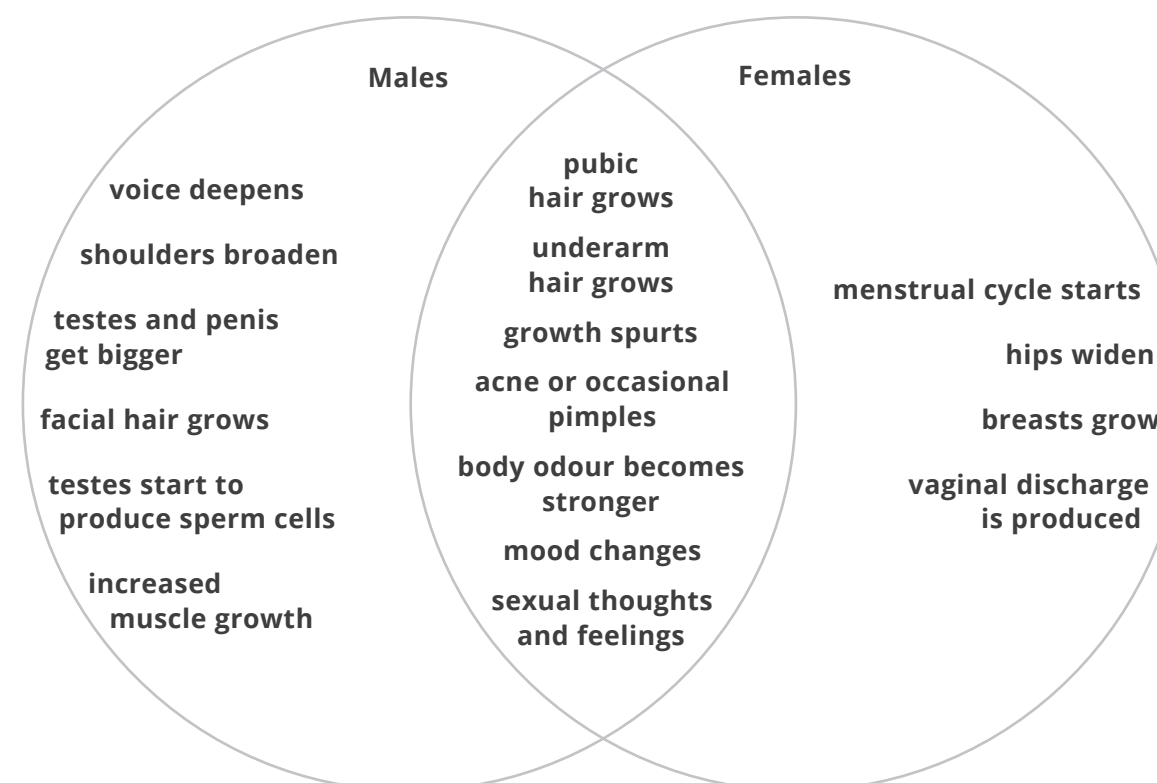 Males
voice deepens
shoulders broaden
testes and penis
get bigger
facial hair grows
testes start to
produce sperm cells
increased
muscle growth
pubic
hair grows
underarm
hair grows
growth spurts
acne or occasional
pimples
body odour becomes
stronger
mood changes
sexual thoughts
and feelings
Females
menstrual cycle starts
hips widen
breasts grow
vaginal discharge
is produced